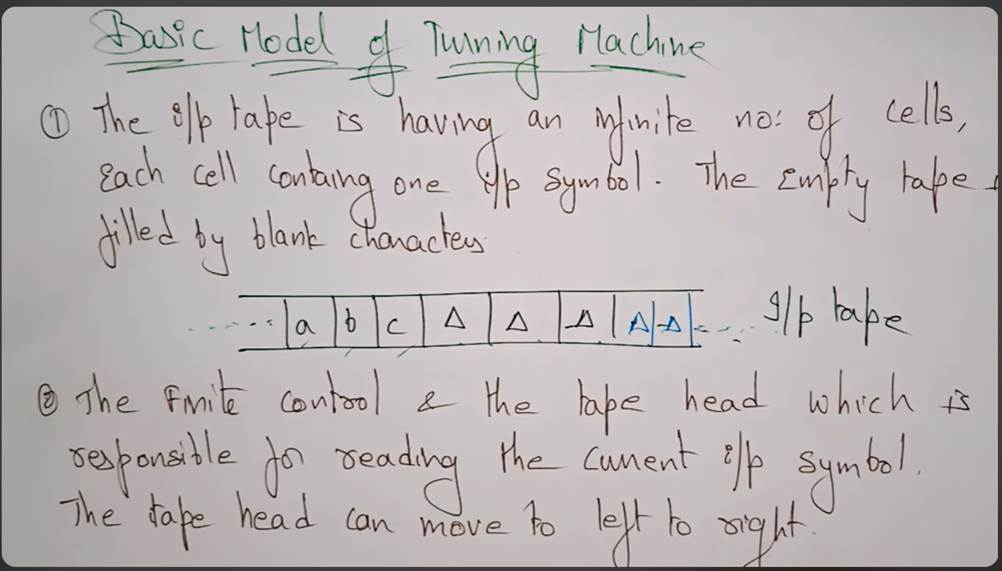 Basic Model of Turning Machine
① The i/p tape is having an infinite no: of cells,
Each cell containg one i/p symbol. The Empty tape
filled by blank characters
... a b c Δ Δ Δ Δ Δ ... I/p tape
② The Finite control & the tape head which is
responsible for reading the current i/p symbol.
The tape head can move to left to right.